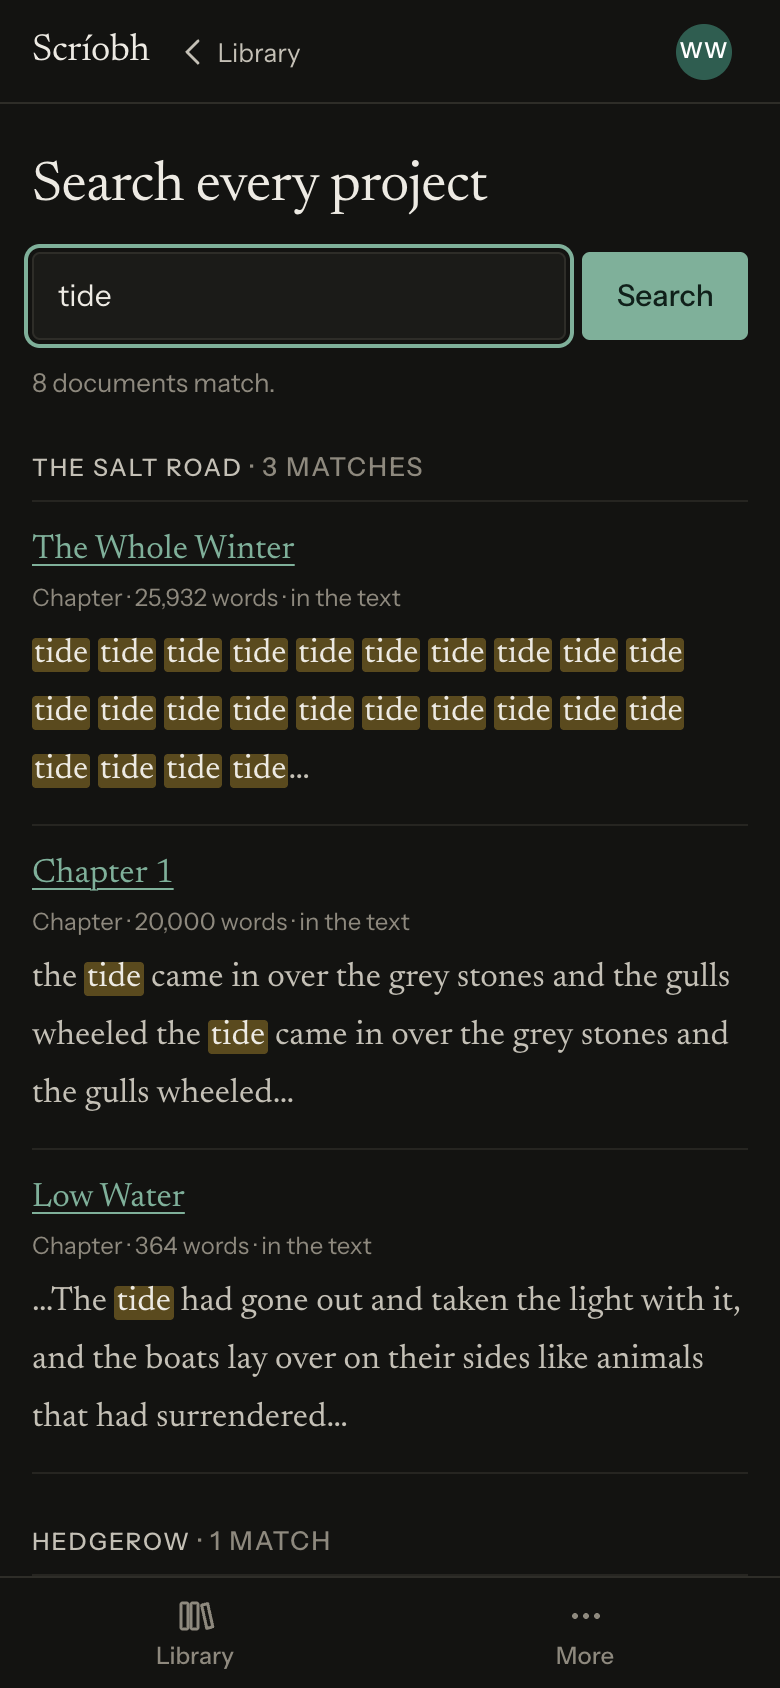 Scríobh
Library
WW
Search every project
tide
Search
8 documents match.
THE SALT ROAD · 3 MATCHES
The Whole Winter
Chapter · 25,932 words · in the text
tide tide tide tide tide tide tide tide tide tide
tide tide tide tide tide tide tide tide tide tide
tide tide tide tide…
Chapter 1
Chapter · 20,000 words · in the text
the tide came in over the grey stones and the gulls
wheeled the tide came in over the grey stones and
the gulls wheeled…
Low Water
Chapter · 364 words · in the text
…The tide had gone out and taken the light with it,
and the boats lay over on their sides like animals
that had surrendered…
HEDGEROW · 1 MATCH
Library
More